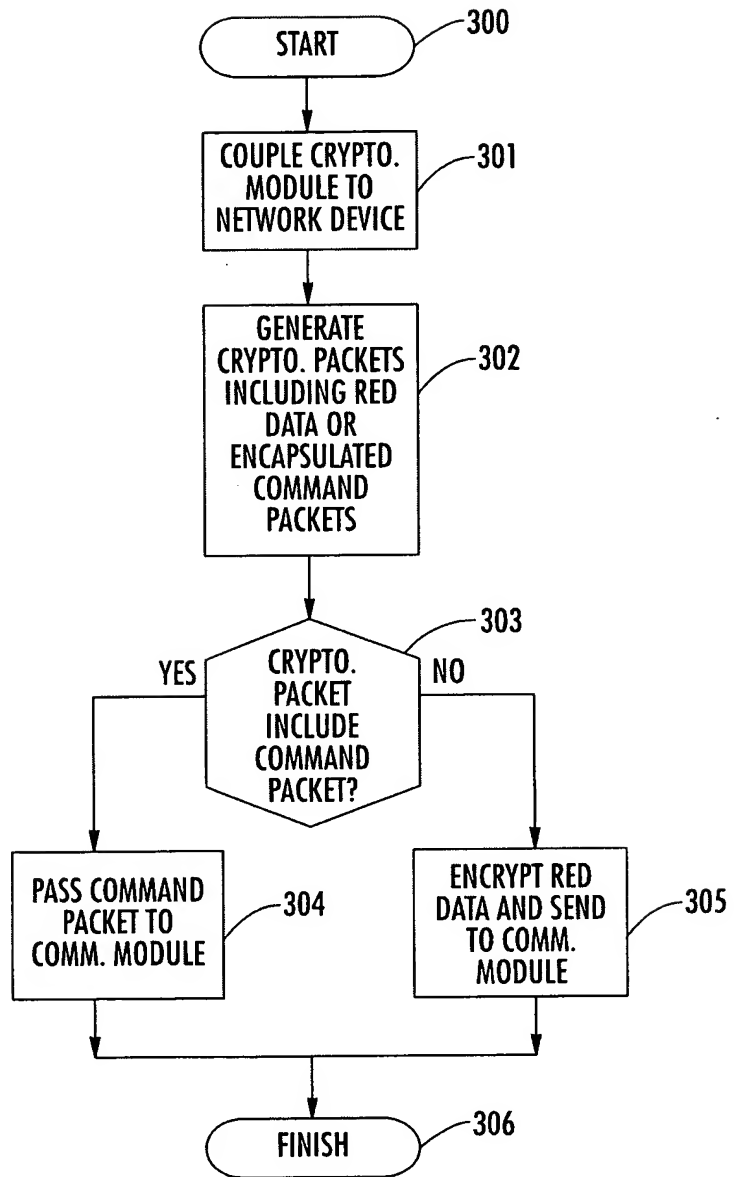 START
300
COUPLE CRYPTO.
MODULE TO
NETWORK DEVICE
301
GENERATE
CRYPTO. PACKETS
INCLUDING RED
DATA OR
ENCAPSULATED
COMMAND
PACKETS
302
303
YES
CRYPTO.
PACKET
INCLUDE
COMMAND
PACKET?
NO
PASS COMMAND
PACKET TO
COMM. MODULE
304
ENCRYPT RED
DATA AND SEND
TO COMM.
MODULE
305
FINISH
306